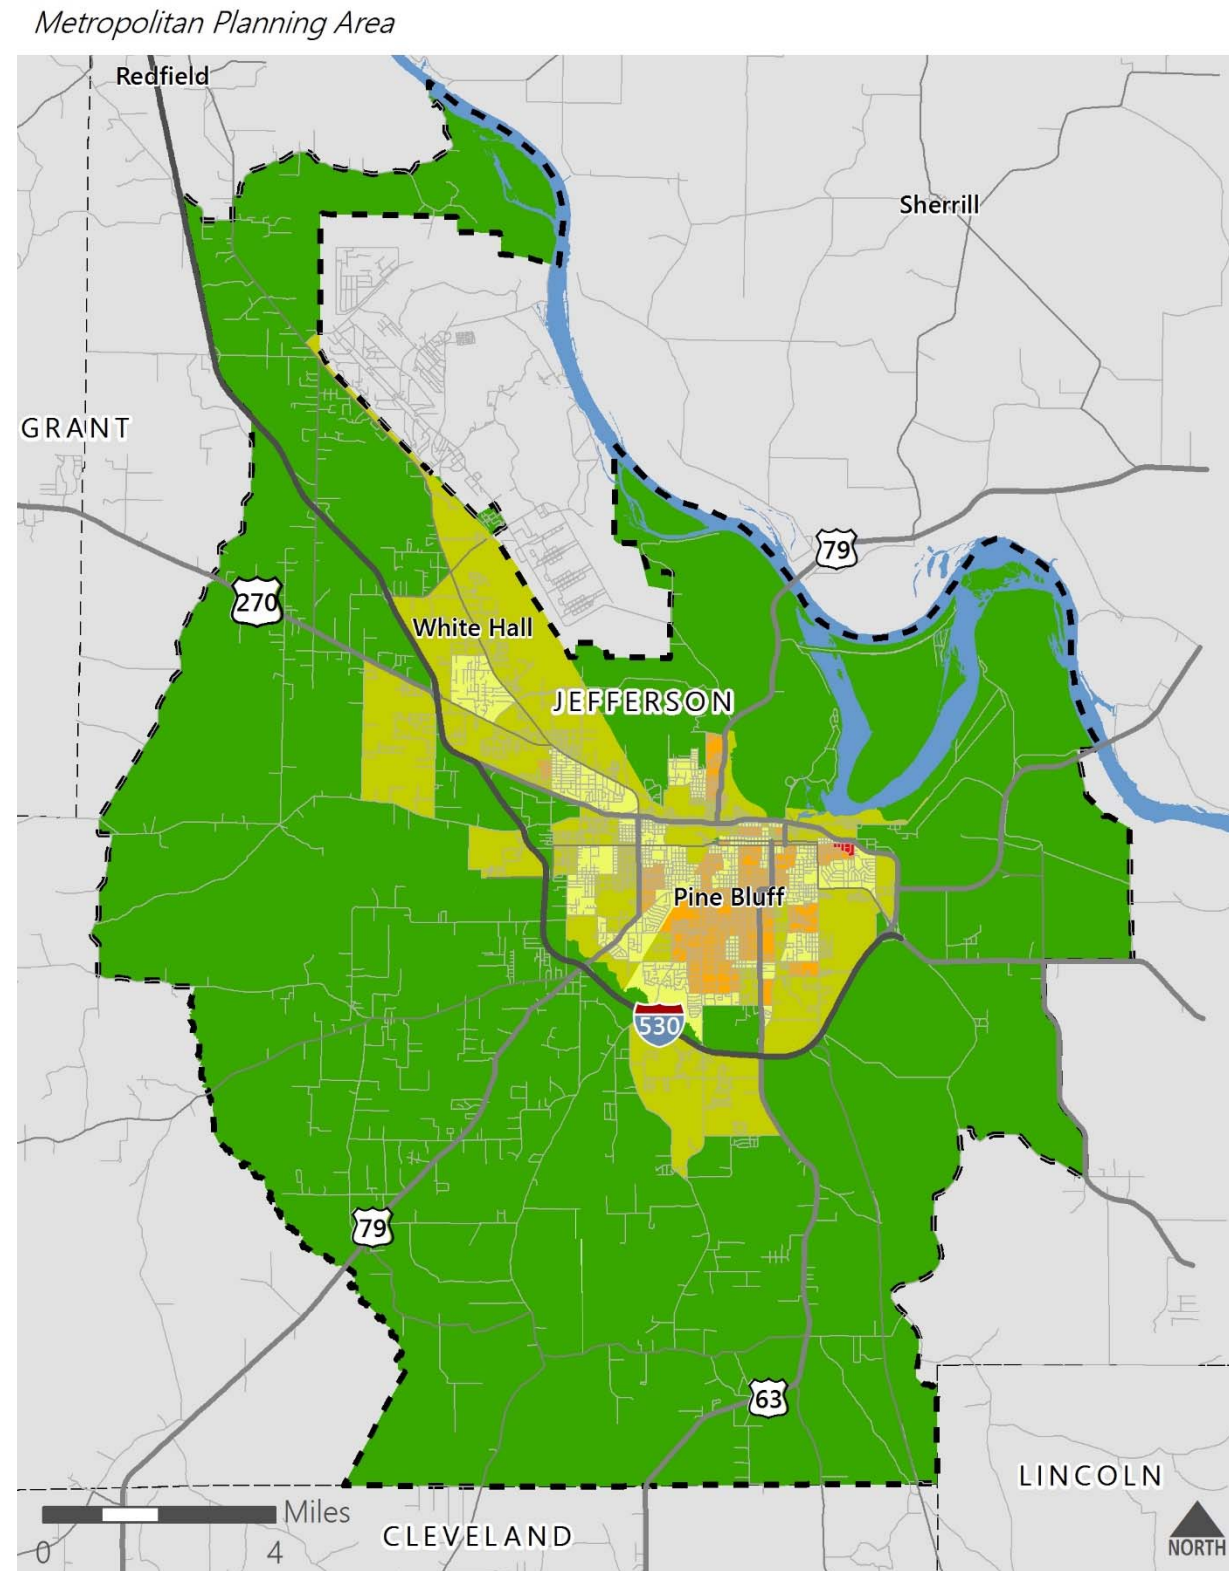 Metropolitan Planning Area
Redfield
Sherrill
GRANT
79
270
White Hall
JEFFERSON
Pine Bluff
530
79
63
LINCOLN
Miles
CLEVELAND
0 4
NORTH